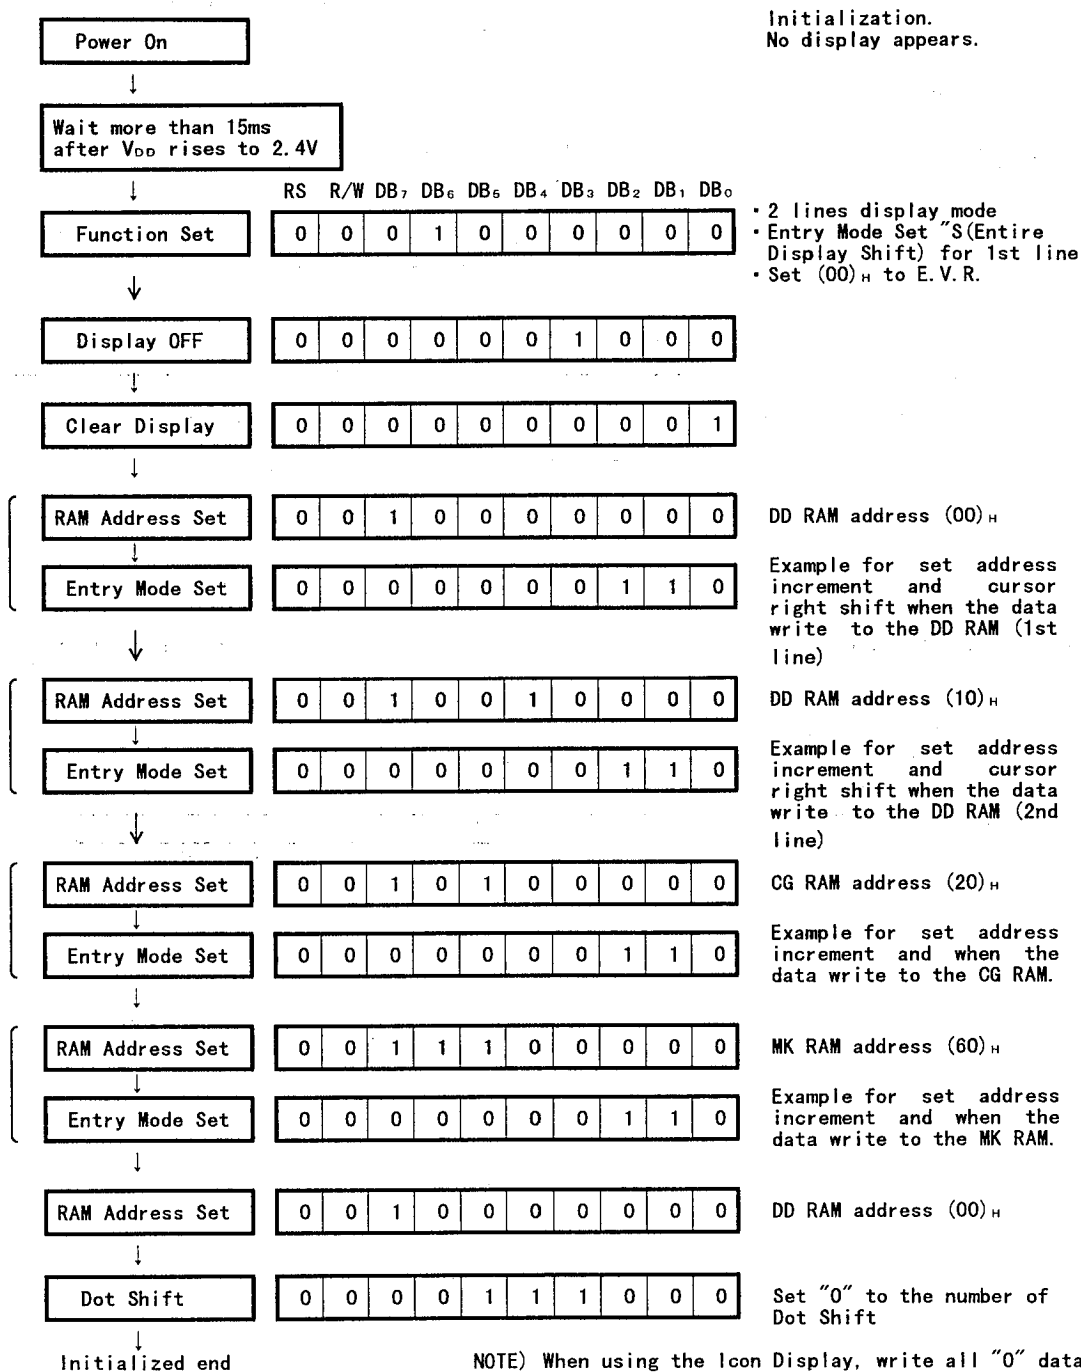 Initialization.
No display appears.
Power On
↓
Wait more than 15ms
after VDD rises to 2.4V
↓
RS R/W DB7 DB6 DB5 DB4 DB3 DB2 DB1 DB0
Function Set 0 0 0 1 0 0 0 0 0 0
・2 lines display mode
・Entry Mode Set "S(Entire
Display Shift) for 1st line
・Set (00)H to E.V.R.
↓
Display OFF 0 0 0 0 0 0 1 0 0 0
↓
Clear Display 0 0 0 0 0 0 0 0 0 1
↓
RAM Address Set 0 0 1 0 0 0 0 0 0 0 DD RAM address (00)H
↓
Entry Mode Set 0 0 0 0 0 0 0 1 1 0
Example for set address
increment and cursor
right shift when the data
write to the DD RAM (1st
line)
↓
RAM Address Set 0 0 1 0 0 1 0 0 0 0 DD RAM address (10)H
↓
Entry Mode Set 0 0 0 0 0 0 0 1 1 0
Example for set address
increment and cursor
right shift when the data
write to the DD RAM (2nd
line)
↓
RAM Address Set 0 0 1 0 1 0 0 0 0 0 CG RAM address (20)H
↓
Entry Mode Set 0 0 0 0 0 0 0 1 1 0
Example for set address
increment and when the
data write to the CG RAM.
↓
RAM Address Set 0 0 1 1 1 0 0 0 0 0 MK RAM address (60)H
↓
Entry Mode Set 0 0 0 0 0 0 0 1 1 0
Example for set address
increment and when the
data write to the MK RAM.
↓
RAM Address Set 0 0 1 0 0 0 0 0 0 0 DD RAM address (00)H
↓
Dot Shift 0 0 0 0 1 1 1 0 0 0
Set "0" to the number of
Dot Shift
↓
Initialized end
NOTE) When using the Icon Display, write all "0" data